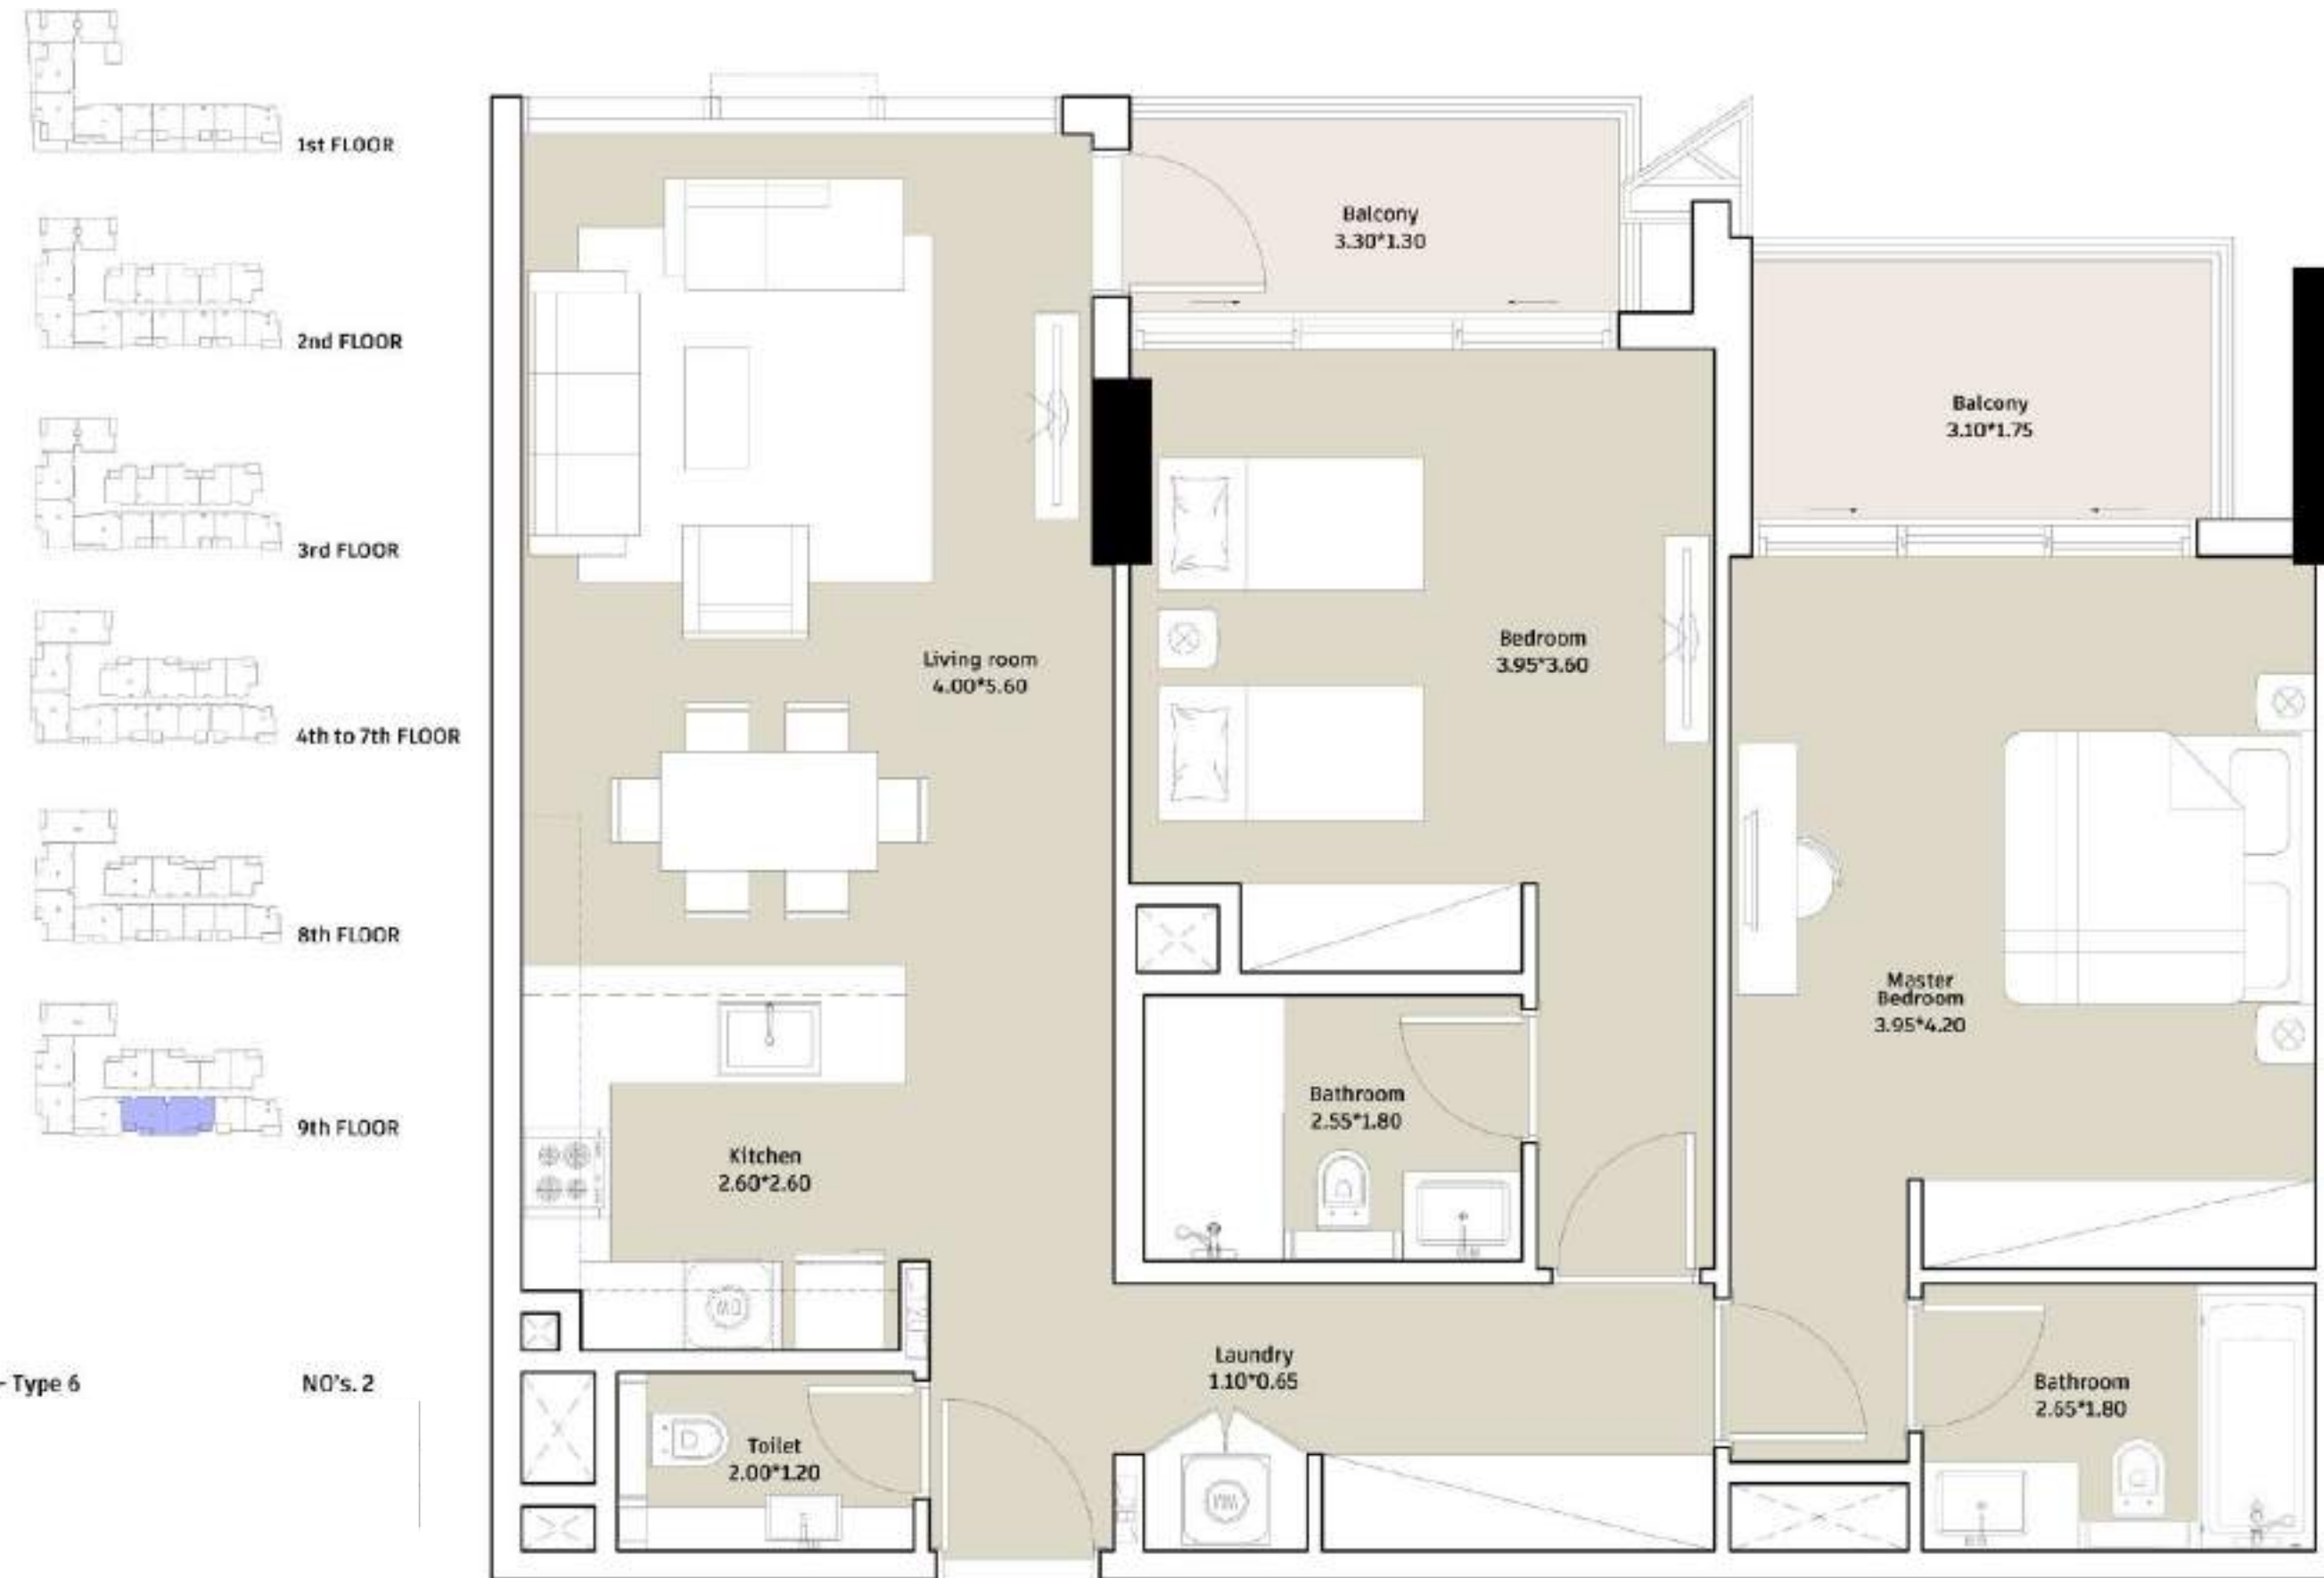 1st FLOOR
2nd FLOOR
3rd FLOOR
4th to 7th FLOOR
8th FLOOR
9th FLOOR
- Type 6
NO's. 2
Balcony
3.30*1.30
Balcony
3.10*1.75
Living room
4.00*5.60
Bedroom
3.95*3.60
Master
Bedroom
3.95*4.20
Bathroom
2.55*1.80
Kitchen
2.60*2.60
DW
Laundry
1.10*0.65
WM
Toilet
2.00*1.20
Bathroom
2.65*1.80